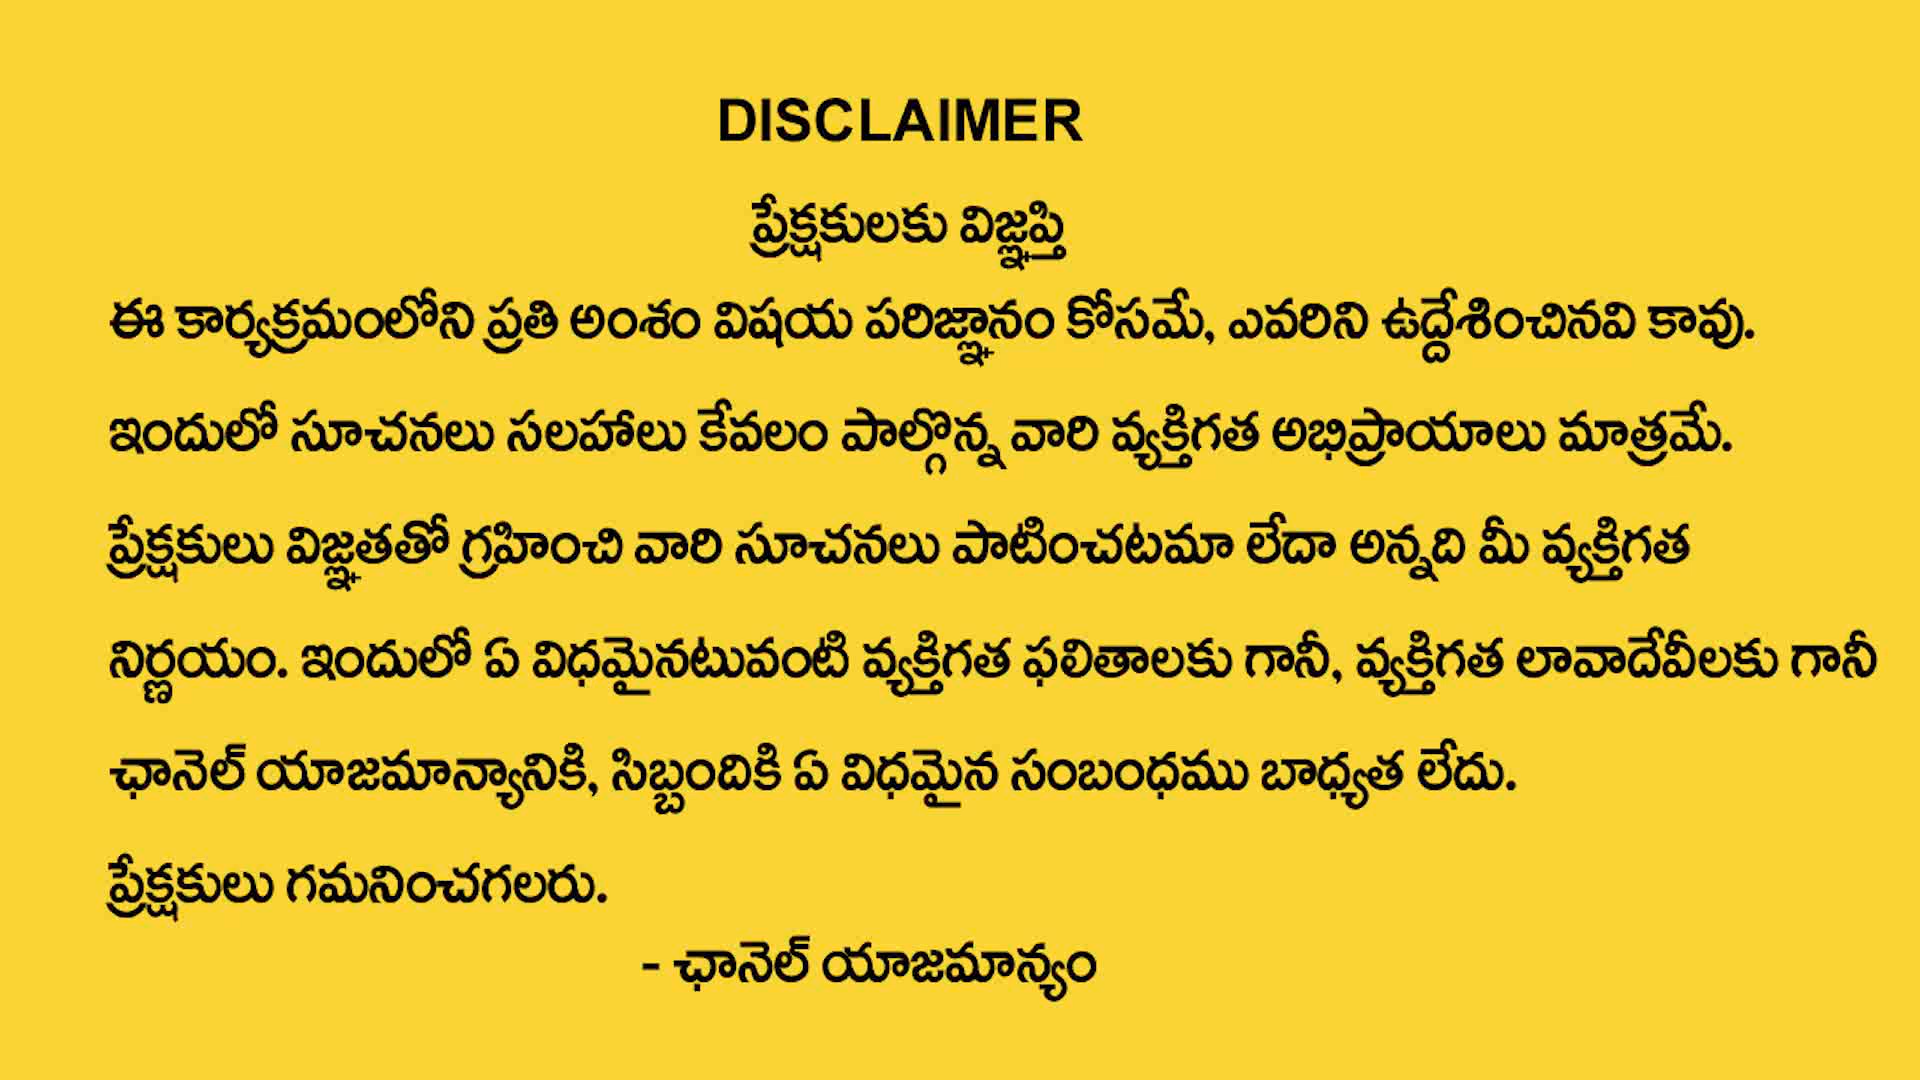 DISCLAIMER
ప్రేక్షకులకు విజ్ఞప్తి
ఈ కార్యక్రమంలోని ప్రతి అంశం విషయ పరిజ్ఞానం కోసమే, ఎవరిని ఉద్దేశించినవి కావు.
ఇందులో సూచనలు సలహాలు కేవలం పాల్గొన్న వారి వ్యక్తిగత అభిప్రాయాలు మాత్రమే.
ప్రేక్షకులు విజ్ఞతతో గ్రహించి వారి సూచనలు పాటించటమా లేదా అన్నది మీ వ్యక్తిగత
నిర్ణయం. ఇందులో ఏ విధమైనటువంటి వ్యక్తిగత ఫలితాలకు గానీ, వ్యక్తిగత లావాదేవీలకు గానీ
ఛానెల్ యాజమాన్యానికి, సిబ్బందికి ఏ విధమైన సంబంధము బాధ్యత లేదు.
ప్రేక్షకులు గమనించగలరు.
- ఛానెల్ యాజమాన్యం